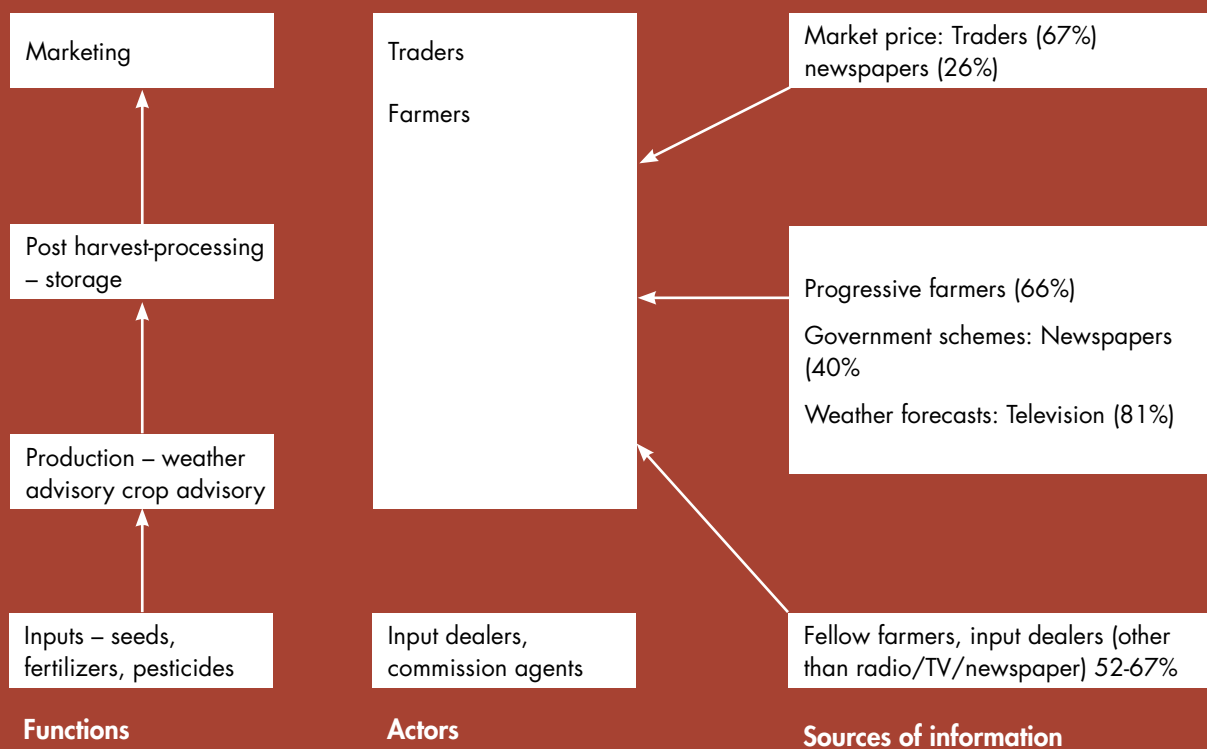 Marketing
Traders
Farmers
Market price: Traders (67%)
newspapers (26%)
Post harvest-processing
– storage
Progressive farmers (66%)
Government schemes: Newspapers
(40%
Weather forecasts: Television (81%)
Production – weather
advisory crop advisory
Inputs – seeds,
fertilizers, pesticides
Input dealers,
commission agents
Fellow farmers, input dealers (other
than radio/TV/newspaper) 52-67%
Functions
Actors
Sources of information